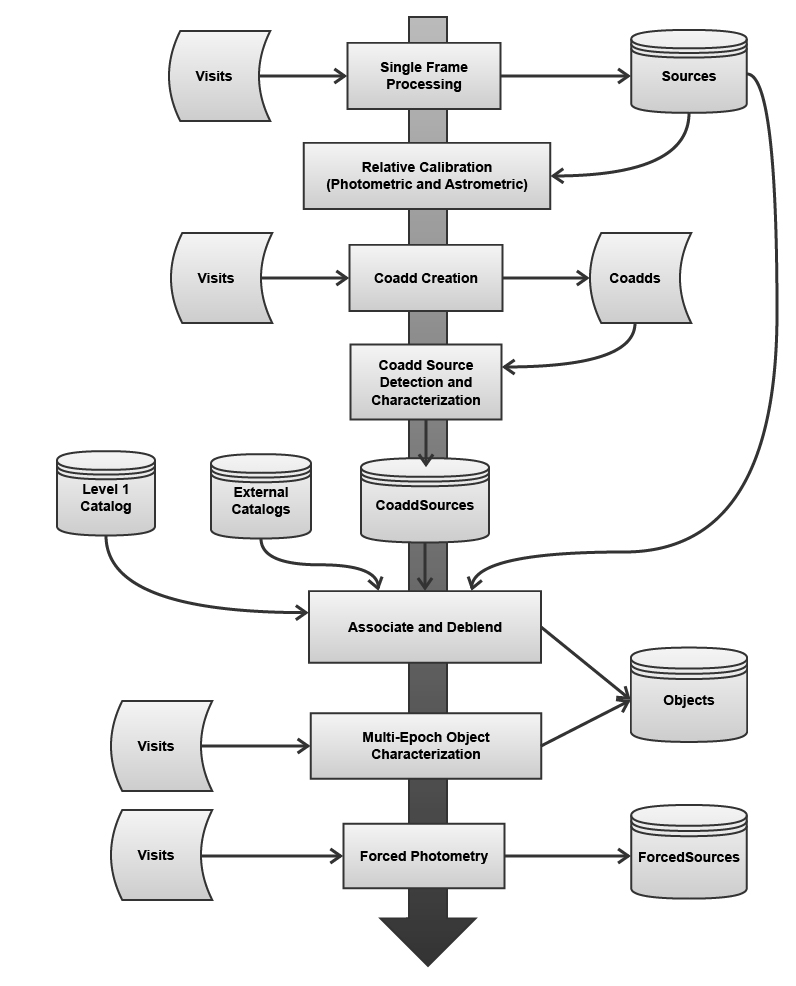 Visits
Single Frame
Processing
Sources
Relative Calibration
(Photometric and Astrometric)
Visits
Coadd Creation
Coadds
Coadd Source
Detection and
Characterization
Level 1
Catalog
External
Catalogs
CoaddSources
Associate and Deblend
Objects
Visits
Multi-Epoch Object
Characterization
Visits
Forced Photometry
ForcedSources